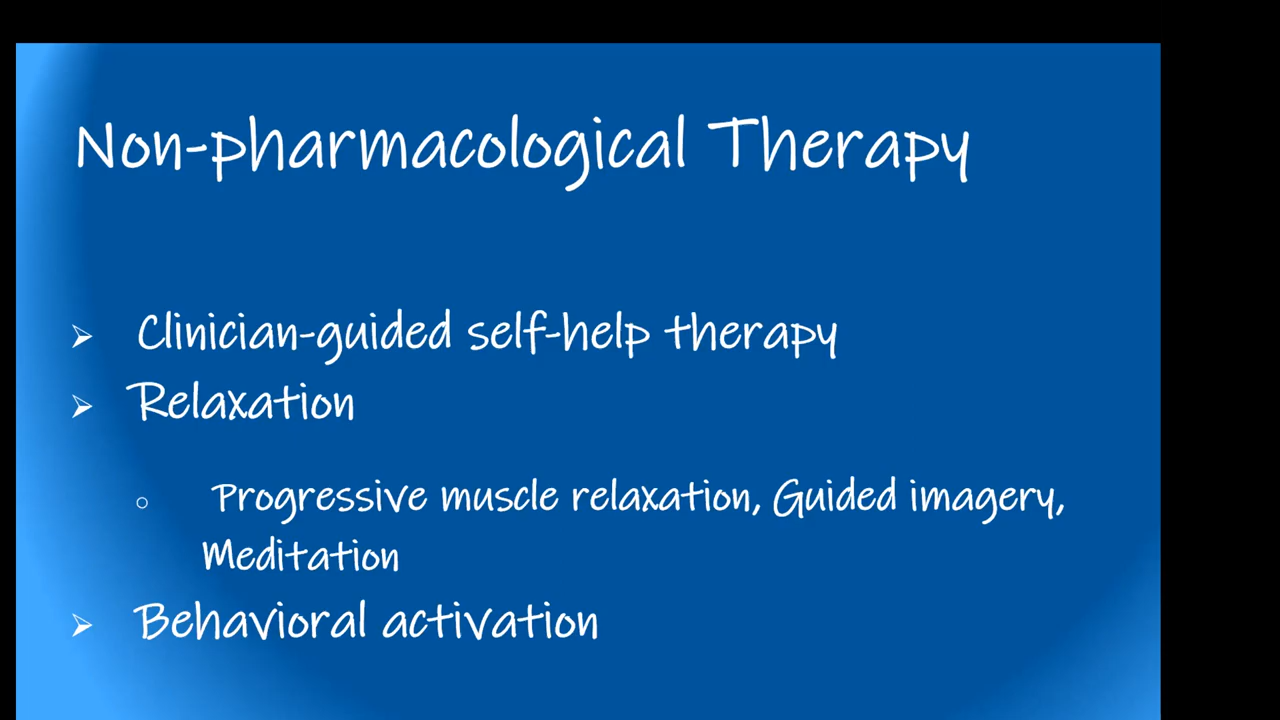 Non-pharmacological Therapy
➢ Clinician-guided self-help therapy
➢ Relaxation
○ Progressive muscle relaxation, Guided imagery,
Meditation
➢ Behavioral activation